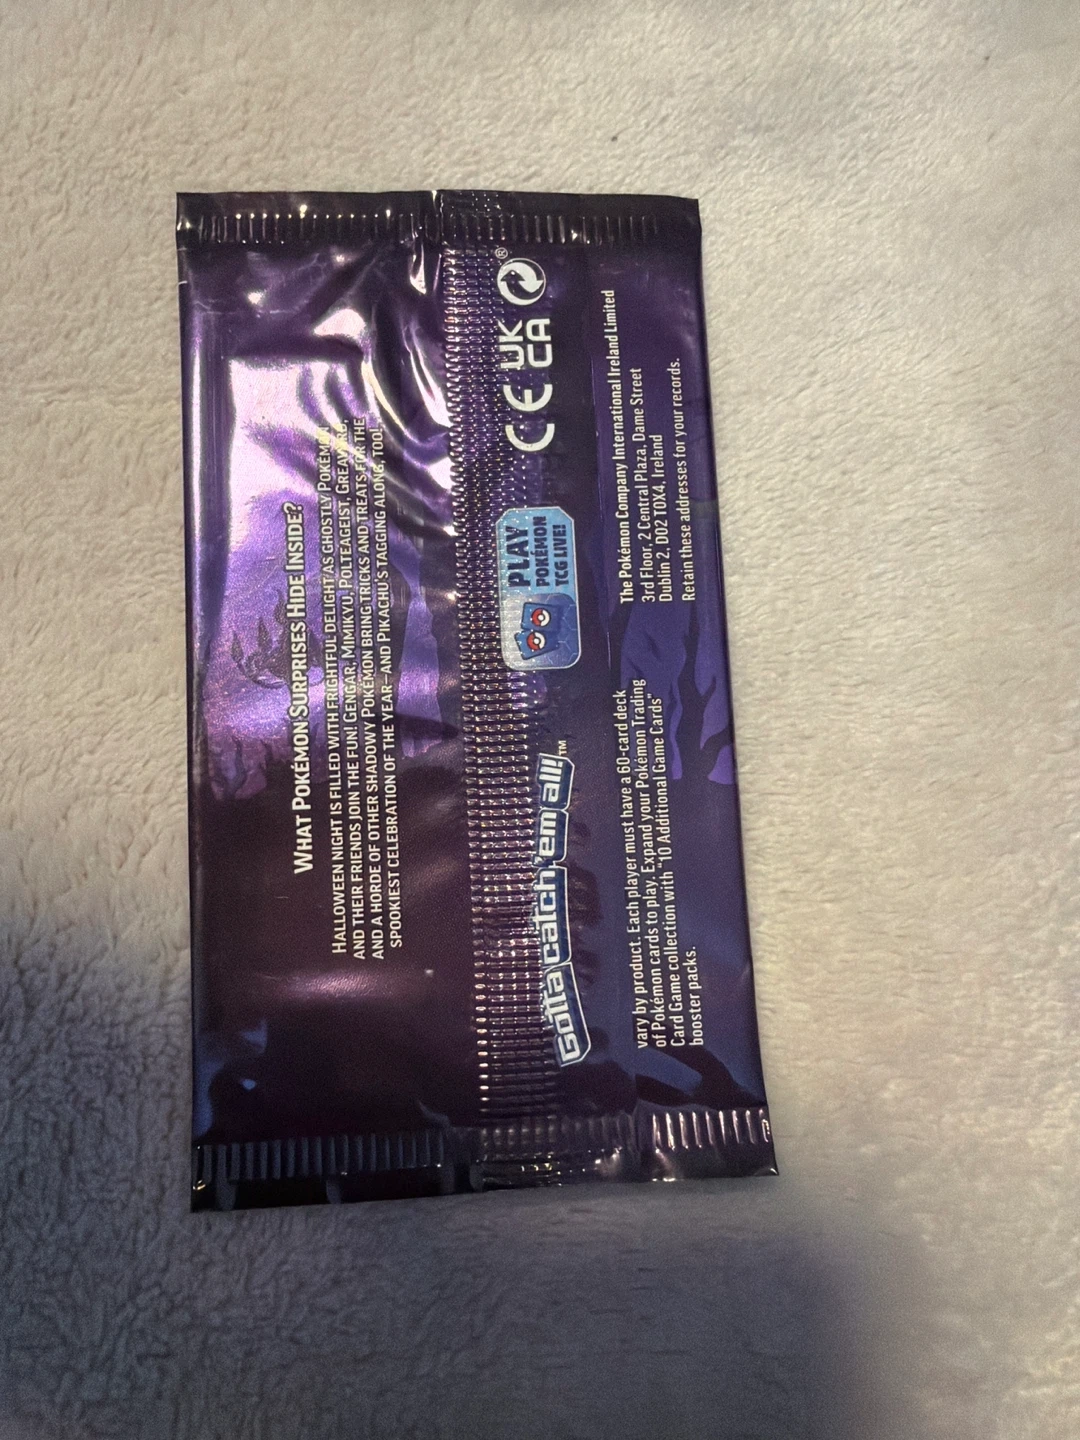 WHAT POKÉMON SURPRISES HIDE INSIDE?
HALLOWEEN NIGHT IS FILLED WITH FRIGHTFUL DELIGHT AS GHOSTLY POKÉMON
AND THEIR FRIENDS JOIN THE FUN! GENGAR, MIMIKYU, POLTEAGEIST, GREAVARD,
AND A HORDE OF OTHER SHADOWY POKÉMON BRING TRICKS AND TREATS FOR THE
SPOOKIEST CELEBRATION OF THE YEAR—AND PIKACHU'S TAGGING ALONG, TOO!
Gotta catch 'em all!™
PLAY
POKÉMON
TCG LIVE!
CE
UK
CA
®
vary by product. Each player must have a 60-card deck
of Pokémon cards to play. Expand your Pokémon Trading
Card Game collection with "10 Additional Game Cards"
booster packs.
The Pokémon Company International Ireland Limited
3rd Floor, 2 Central Plaza, Dame Street
Dublin 2, D02 T0X4, Ireland
Retain these addresses for your records.